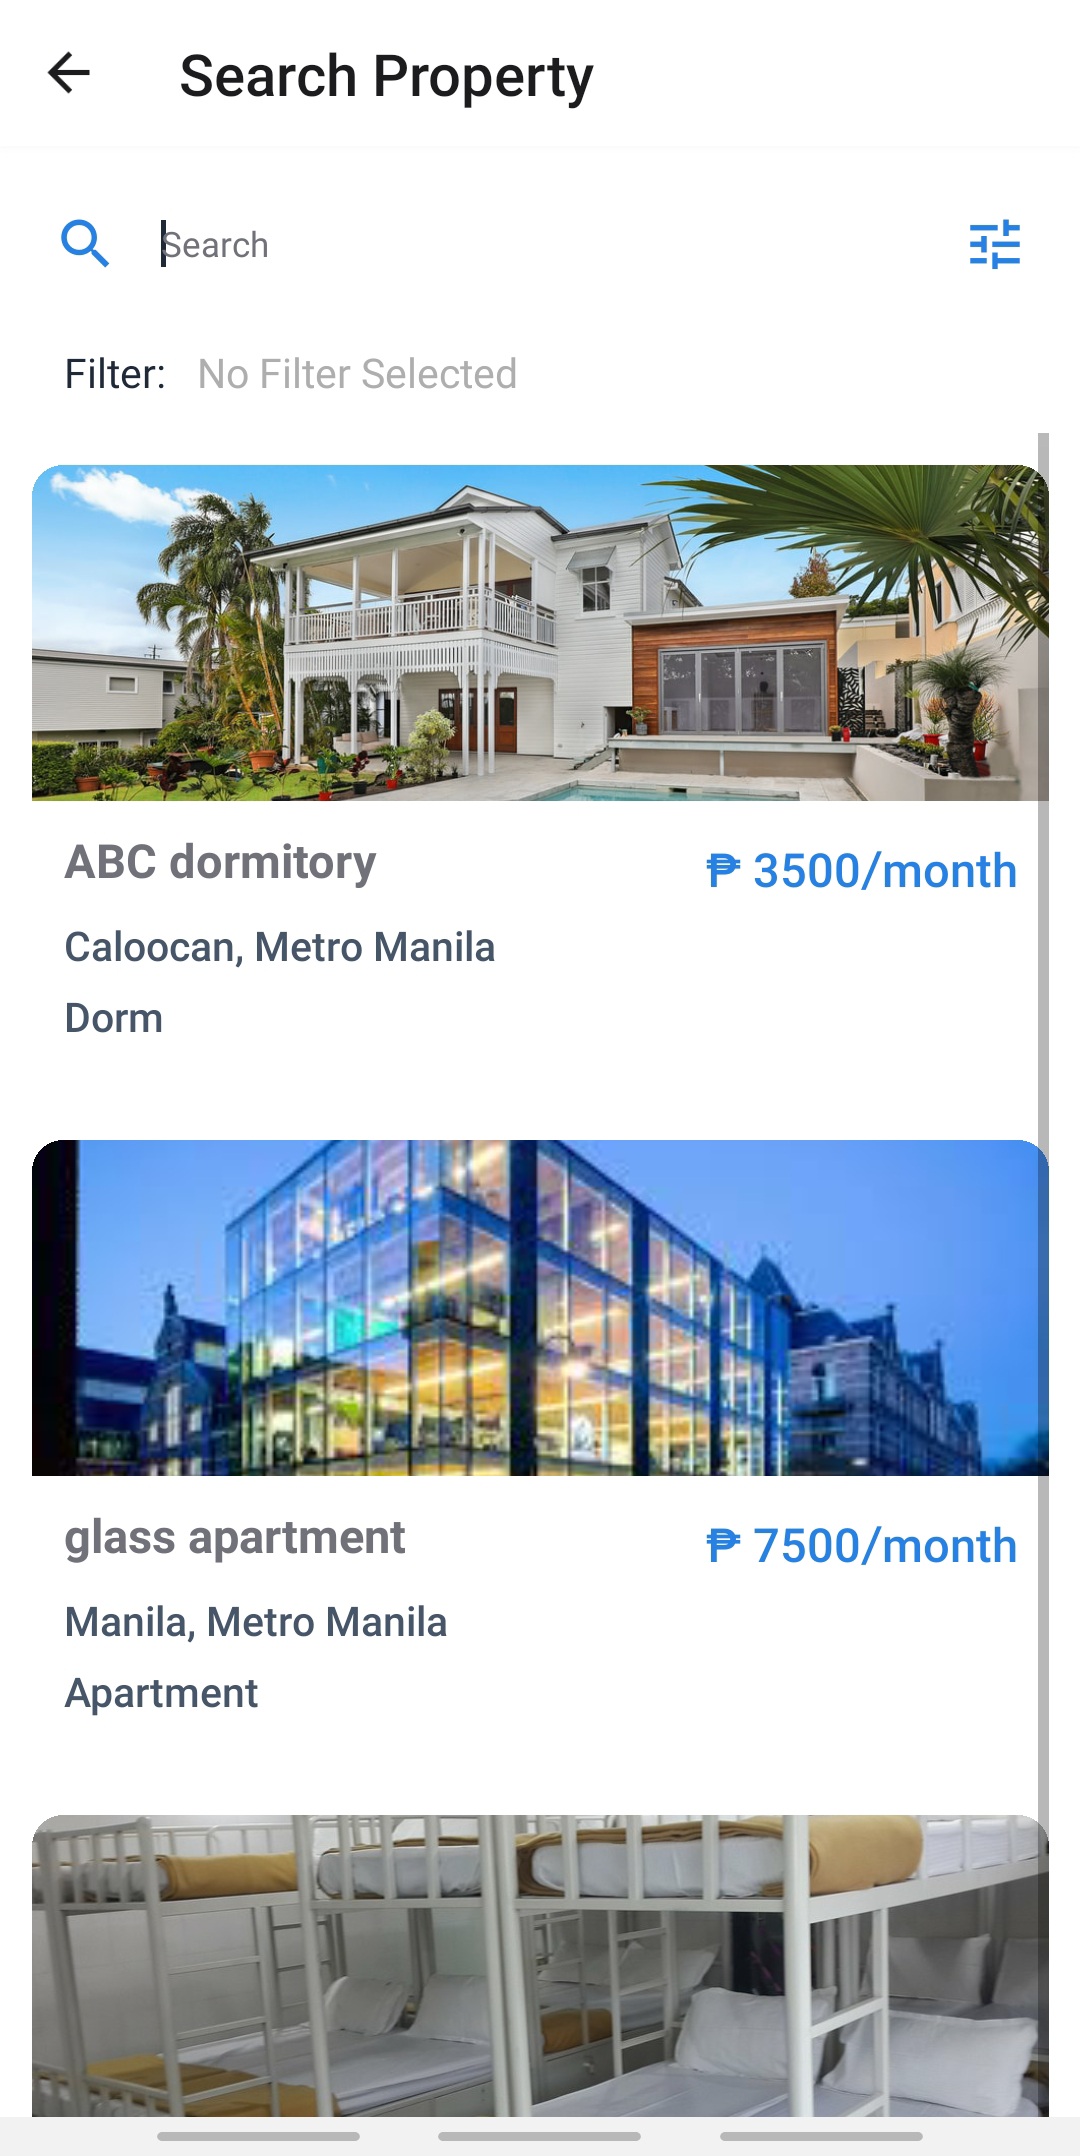 Search Property
Search
Filter: No Filter Selected
ABC dormitory
₱ 3500/month
Caloocan, Metro Manila
Dorm
glass apartment
₱ 7500/month
Manila, Metro Manila
Apartment